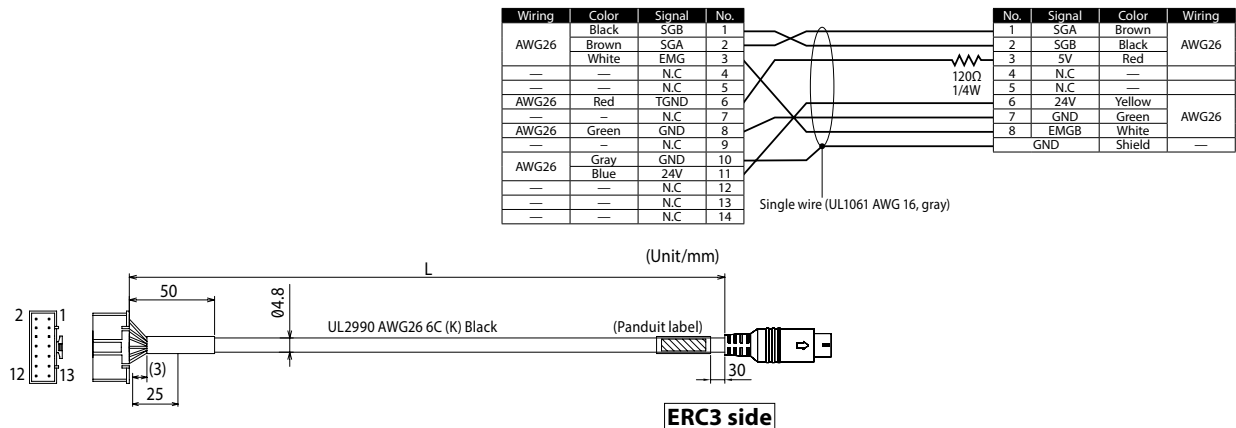 Wiring Color Signal No.
AWG26 Black SGB 1
Brown SGA 2
White EMG 3
— — N.C 4
— — N.C 5
AWG26 Red TGND 6
— – N.C 7
AWG26 Green GND 8
— – N.C 9
AWG26 Gray GND 10
Blue 24V 11
— — N.C 12
— — N.C 13
— — N.C 14
120Ω
1/4W
No. Signal Color Wiring
1 SGA Brown AWG26
2 SGB Black
3 5V Red
4 N.C —
5 N.C
6 24V Yellow AWG26
7 GND Green
8 EMGB White
GND Shield —
Single wire (UL1061 AWG 16, gray)
(Unit/mm)
L
50
Ø4.8
2 1
12 13
UL2990 AWG26 6C (K) Black
(Panduit label)
(3)
25
30
ERC3 side